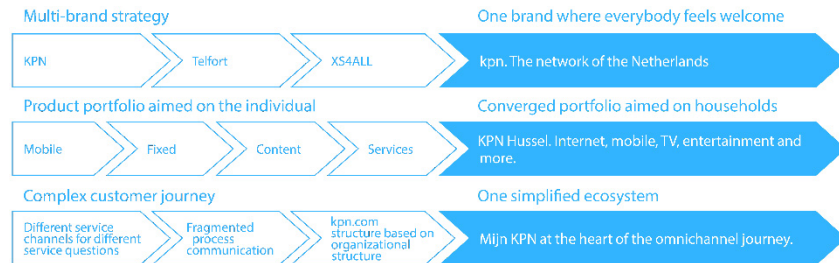 Multi-brand strategy
One brand where everybody feels welcome
KPN
Telfort
XS4ALL
kpn. The network of the Netherlands
Product portfolio aimed on the individual
Converged portfolio aimed on households
Mobile
Fixed
Content
Services
KPN Hussel. Internet, mobile, TV, entertainment and
more.
Complex customer journey
One simplified ecosystem
Different service
channels for different
service questions
Fragmented
process
communication
kpn.com
structure based on
organizational
structure
Mijn KPN at the heart of the omnichannel journey.